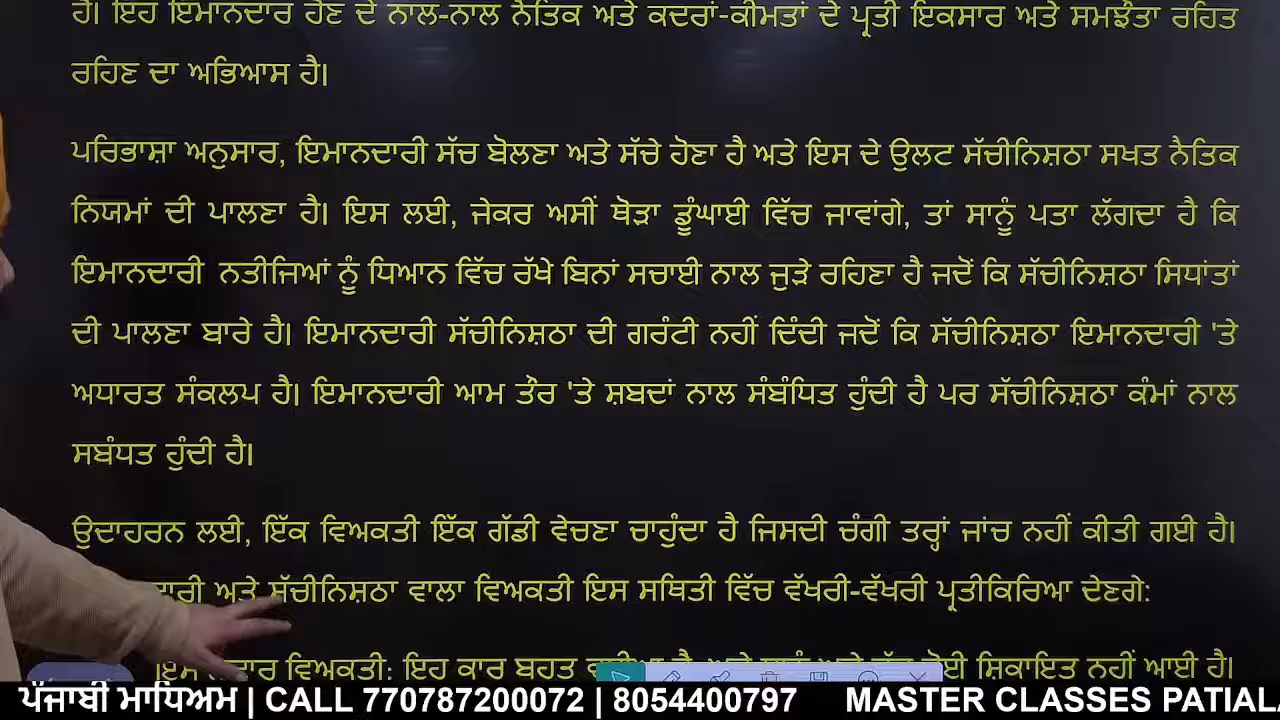 ਹੈ। ਇਹ ਇਮਾਨਦਾਰ ਹੋਣ ਦੇ ਨਾਲ-ਨਾਲ ਨੈਤਿਕ ਅਤੇ ਕਦਰਾਂ-ਕੀਮਤਾਂ ਦੇ ਪ੍ਰਤੀ ਇਕਸਾਰ ਅਤੇ ਸਮਝੌਤਾ ਰਹਿਤ
ਰਹਿਣ ਦਾ ਅਭਿਆਸ ਹੈ।
ਪਰਿਭਾਸ਼ਾ ਅਨੁਸਾਰ, ਇਮਾਨਦਾਰੀ ਸੱਚ ਬੋਲਣਾ ਅਤੇ ਸੱਚੇ ਹੋਣਾ ਹੈ ਅਤੇ ਇਸ ਦੇ ਉਲਟ ਸੱਚੀਨਿਸ਼ਠਾ ਸਖਤ ਨੈਤਿਕ
ਨਿਯਮਾਂ ਦੀ ਪਾਲਣਾ ਹੈ। ਇਸ ਲਈ, ਜੇਕਰ ਅਸੀਂ ਥੋੜਾ ਡੂੰਘਾਈ ਵਿੱਚ ਜਾਵਾਂਗੇ, ਤਾਂ ਸਾਨੂੰ ਪਤਾ ਲੱਗਦਾ ਹੈ ਕਿ
ਇਮਾਨਦਾਰੀ ਨਤੀਜਿਆਂ ਨੂੰ ਧਿਆਨ ਵਿੱਚ ਰੱਖੇ ਬਿਨਾਂ ਸਚਾਈ ਨਾਲ ਜੁੜੇ ਰਹਿਣਾ ਹੈ ਜਦੋਂ ਕਿ ਸੱਚੀਨਿਸ਼ਠਾ ਸਿਧਾਂਤਾਂ
ਦੀ ਪਾਲਣਾ ਬਾਰੇ ਹੈ। ਇਮਾਨਦਾਰੀ ਸੱਚੀਨਿਸ਼ਠਾ ਦੀ ਗਰੰਟੀ ਨਹੀਂ ਦਿੰਦੀ ਜਦੋਂ ਕਿ ਸੱਚੀਨਿਸ਼ਠਾ ਇਮਾਨਦਾਰੀ 'ਤੇ
ਅਧਾਰਤ ਸੰਕਲਪ ਹੈ। ਇਮਾਨਦਾਰੀ ਆਮ ਤੌਰ 'ਤੇ ਸ਼ਬਦਾਂ ਨਾਲ ਸੰਬੰਧਿਤ ਹੁੰਦੀ ਹੈ ਪਰ ਸੱਚੀਨਿਸ਼ਠਾ ਕੰਮਾਂ ਨਾਲ
ਸਬੰਧਤ ਹੁੰਦੀ ਹੈ।
ਉਦਾਹਰਨ ਲਈ, ਇੱਕ ਵਿਅਕਤੀ ਇੱਕ ਗੱਡੀ ਵੇਚਣਾ ਚਾਹੁੰਦਾ ਹੈ ਜਿਸਦੀ ਚੰਗੀ ਤਰ੍ਹਾਂ ਜਾਂਚ ਨਹੀਂ ਕੀਤੀ ਗਈ ਹੈ।
ਅਤੇ ਸੱਚੀਨਿਸ਼ਠਾ ਵਾਲਾ ਵਿਅਕਤੀ ਇਸ ਸਥਿਤੀ ਵਿੱਚ ਵੱਖਰੀ-ਵੱਖਰੀ ਪ੍ਰਤੀਕਿਰਿਆ ਦੇਣਗੇ:
ਵਿਅਕਤੀ: ਇਹ ਕਾਰ ਬਹੁਤ ਕੋਈ ਸ਼ਿਕਾਇਤ ਨਹੀਂ ਆਈ ਹੈ।
ਪੰਜਾਬੀ ਮਾਧਿਅਮ | CALL 770787200072 | 8054400797 MASTER CLASSES PATIALA